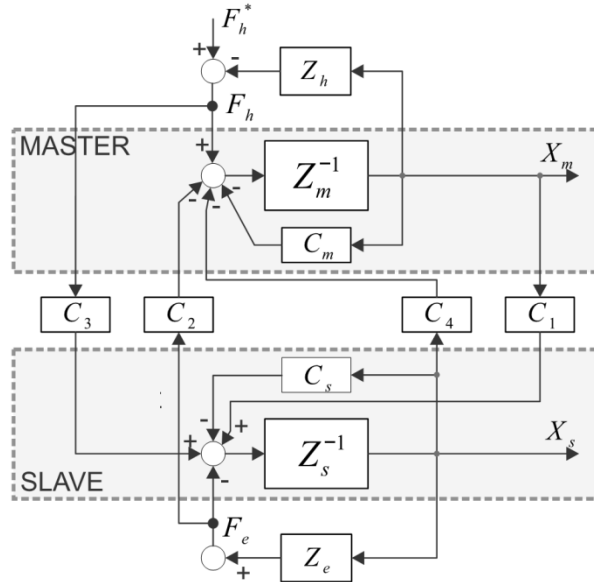 F_h^*
+
-
Z_h
F_h
MASTER
+
Z_m^{-1}
X_m
-
-
-
C_m
C_3
C_2
C_4
C_1
C_s
-
+
+
Z_s^{-1}
X_s
-
SLAVE
F_e
Z_e
+